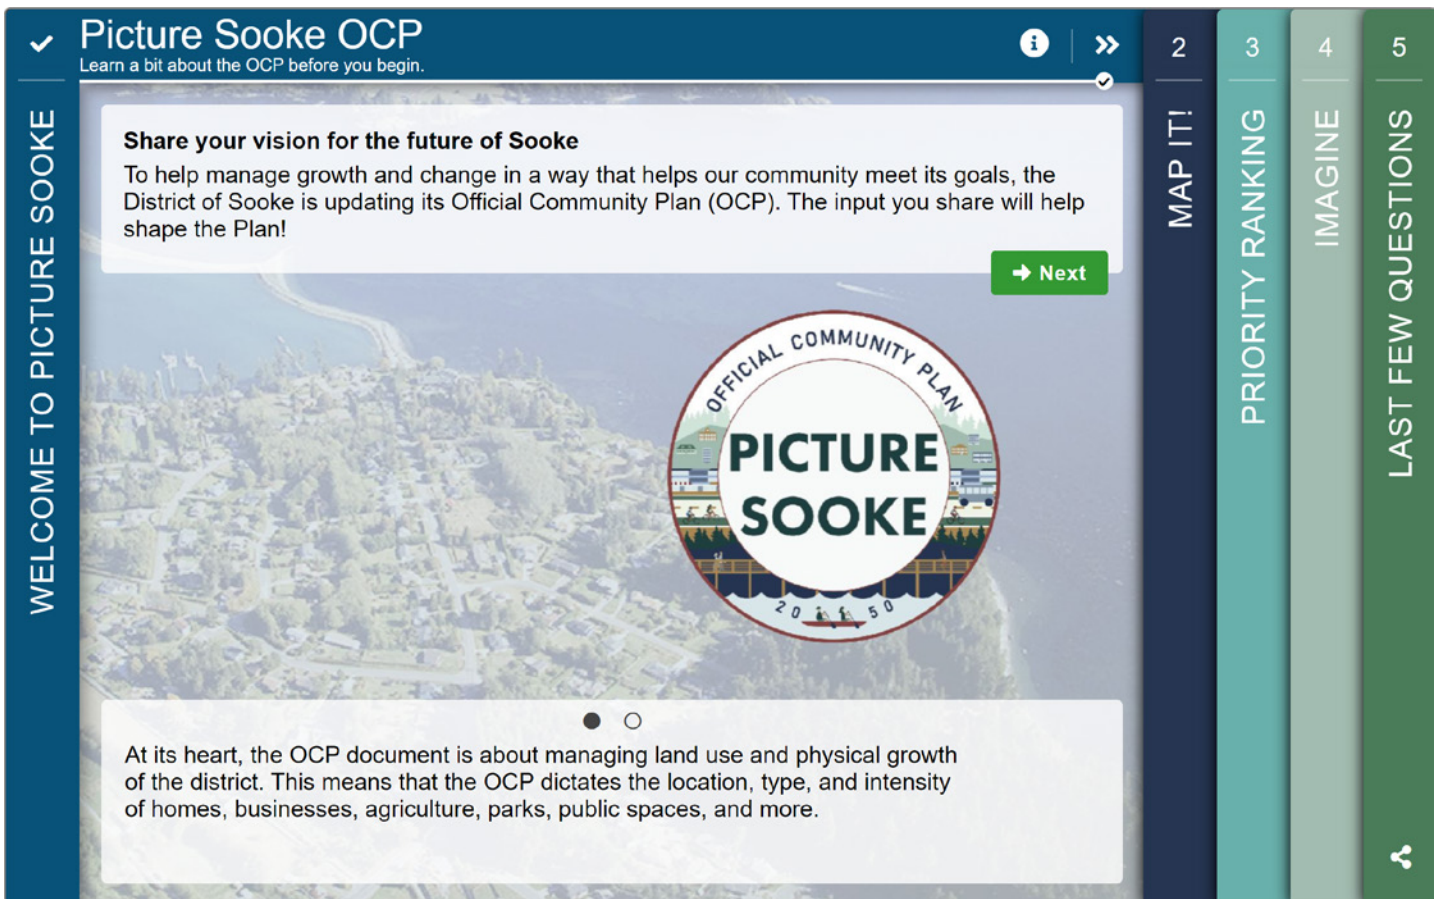 Picture Sooke OCP
Learn a bit about the OCP before you begin.
WELCOME TO PICTURE SOOKE
Share your vision for the future of Sooke
To help manage growth and change in a way that helps our community meet its goals, the
District of Sooke is updating its Official Community Plan (OCP). The input you share will help
shape the Plan!
Next
OFFICIAL COMMUNITY PLAN
PICTURE
SOOKE
2050
At its heart, the OCP document is about managing land use and physical growth
of the district. This means that the OCP dictates the location, type, and intensity
of homes, businesses, agriculture, parks, public spaces, and more.
2
MAP IT!
3
PRIORITY RANKING
4
IMAGINE
5
LAST FEW QUESTIONS